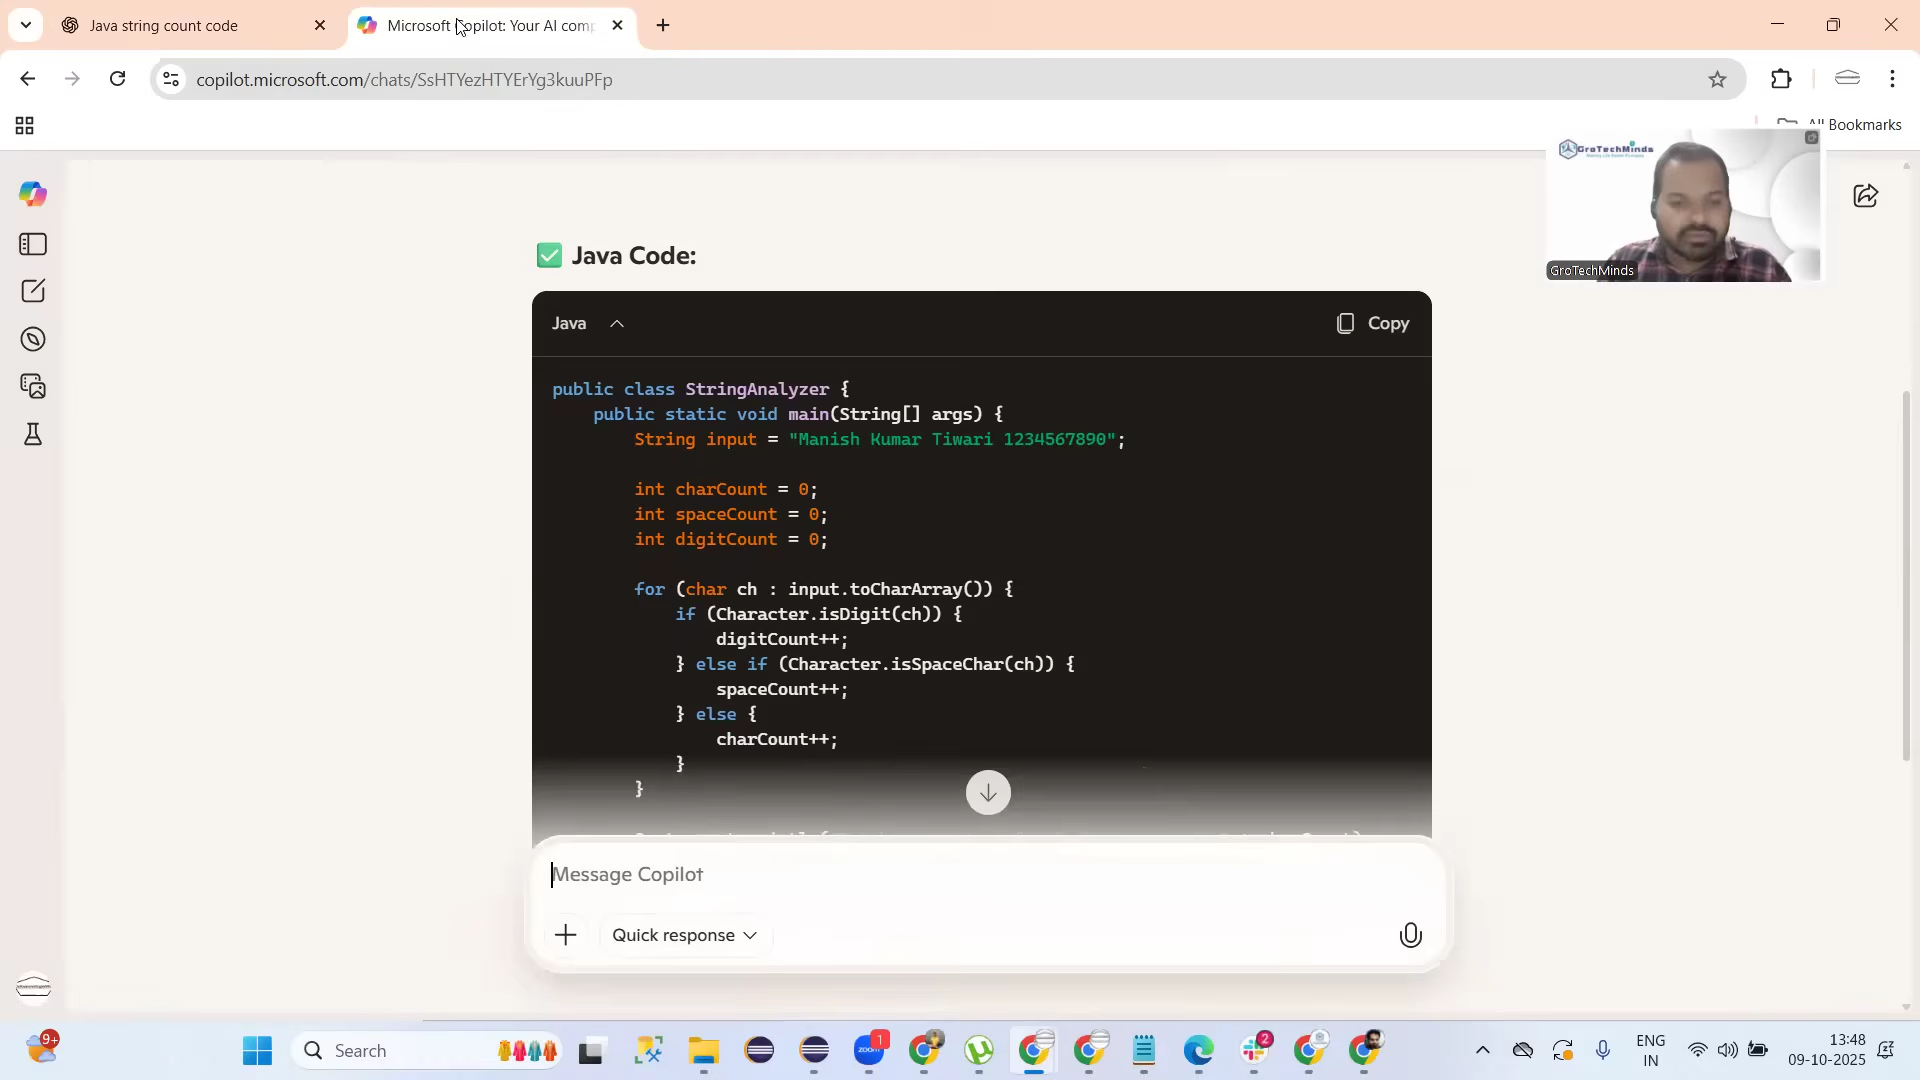 Java string count code
Microsoft Copilot: Your AI comp
copilot.microsoft.com/chats/SsHTYezHTYErYg3kuuPFp
All Bookmarks
GroTechMinds
GroTechMinds
✅ Java Code:
Java
Copy
public class StringAnalyzer {
    public static void main(String[] args) {
        String input = "Manish Kumar Tiwari 1234567890";
        int charCount = 0;
        int spaceCount = 0;
        int digitCount = 0;
        for (char ch : input.toCharArray()) {
            if (Character.isDigit(ch)) {
                digitCount++;
            } else if (Character.isSpaceChar(ch)) {
                spaceCount++;
            } else {
                charCount++;
            }
        }
Message Copilot
Quick response
9+
Search
zoom
1
2
ENG
IN
13:48
09-10-2025